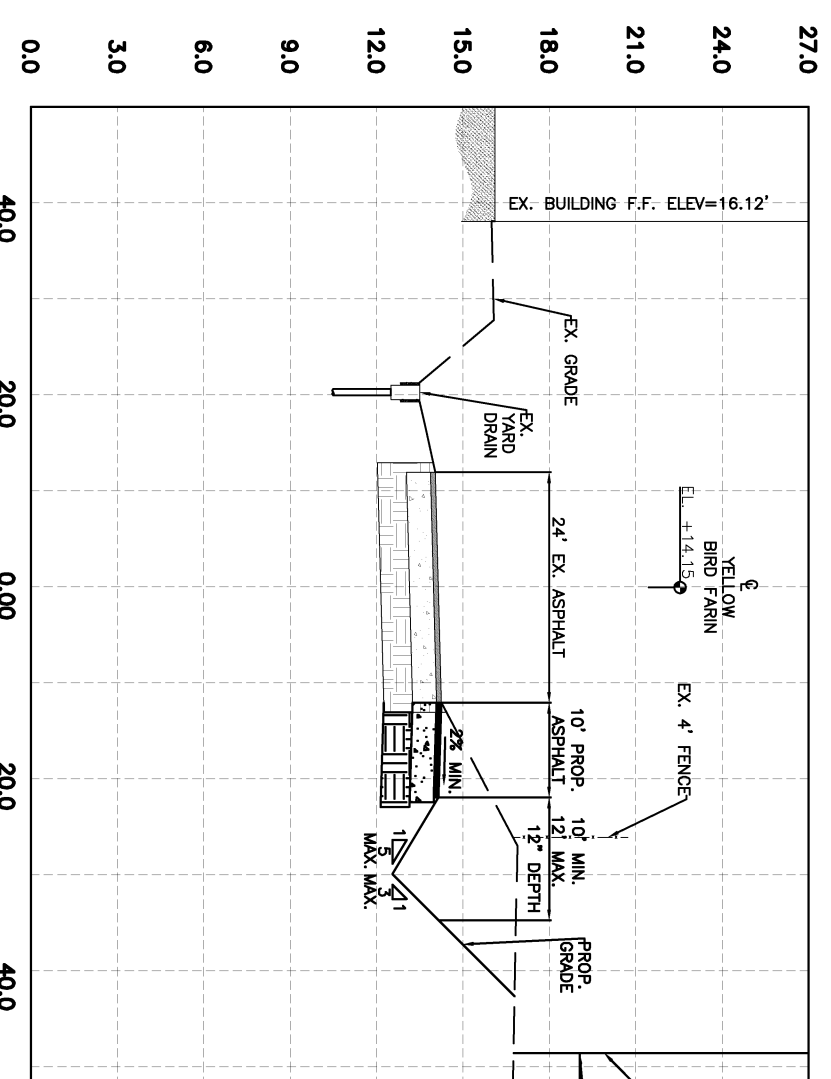 27.0
24.0
21.0
18.0
15.0
12.0
9.0
6.0
3.0
0.0
40.0
20.0
0.00
20.0
40.0
EX. BUILDING F.F. ELEV=16.12'
EX. GRADE
EX.
YARD
DRAIN
℄
YELLOW
BIRD FARIN
EL. +14.15
24' EX. ASPHALT
EX. 4' FENCE
10' PROP.
ASPHALT
2% MIN.
10' MIN.
12' MAX.
12" DEPTH
1
5
MAX.
3
1
MAX.
PROP.
GRADE